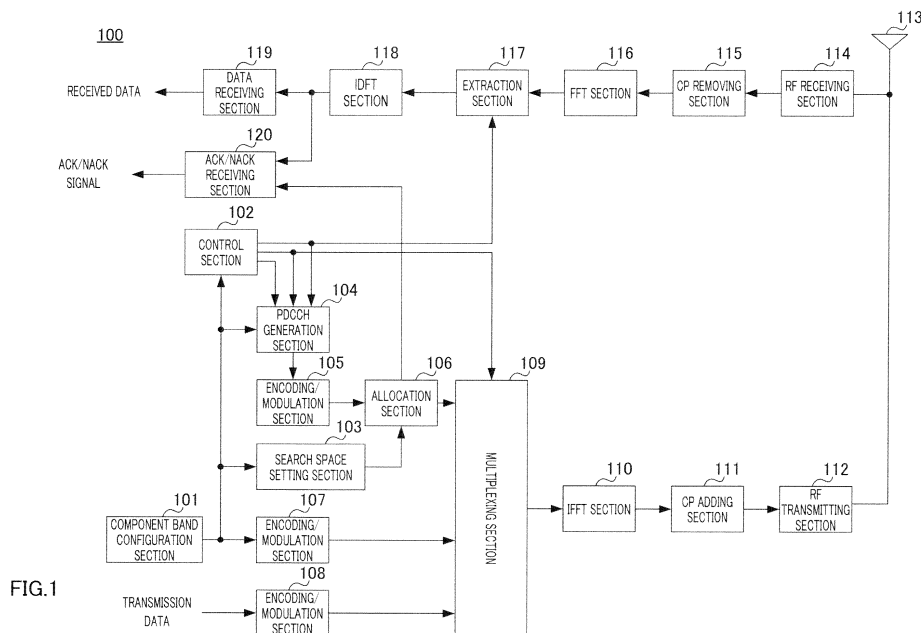 100
113
119
118
117
116
115
114
RECEIVED DATA
DATA
RECEIVING
SECTION
IDFT
SECTION
EXTRACTION
SECTION
FFT SECTION
CP REMOVING
SECTION
RF RECEIVING
SECTION
120
ACK/NACK
SIGNAL
ACK/NACK
RECEIVING
SECTION
102
CONTROL
SECTION
104
PDCCH
GENERATION
SECTION
105
106
109
ENCODING/
MODULATION
SECTION
ALLOCATION
SECTION
103
SEARCH SPACE
SETTING SECTION
MULTIPLEXING SECTION
110
111
112
IFFT SECTION
CP ADDING
SECTION
RF
TRANSMITTING
SECTION
101
107
COMPONENT BAND
CONFIGURATION
SECTION
ENCODING/
MODULATION
SECTION
108
FIG.1
TRANSMISSION
DATA
ENCODING/
MODULATION
SECTION